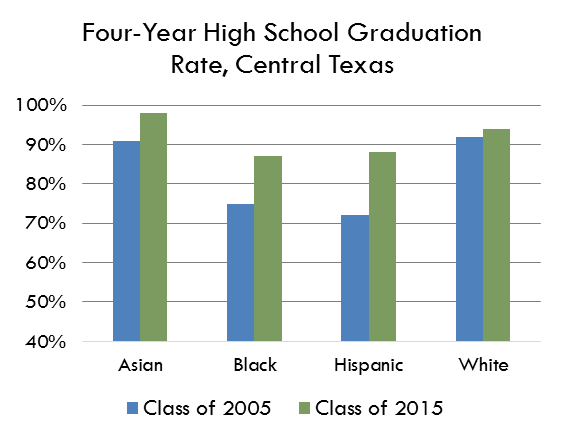 Four-Year High School Graduation
Rate, Central Texas
100%
90%
80%
70%
60%
50%
40%
Asian Black Hispanic White
Class of 2005 Class of 2015